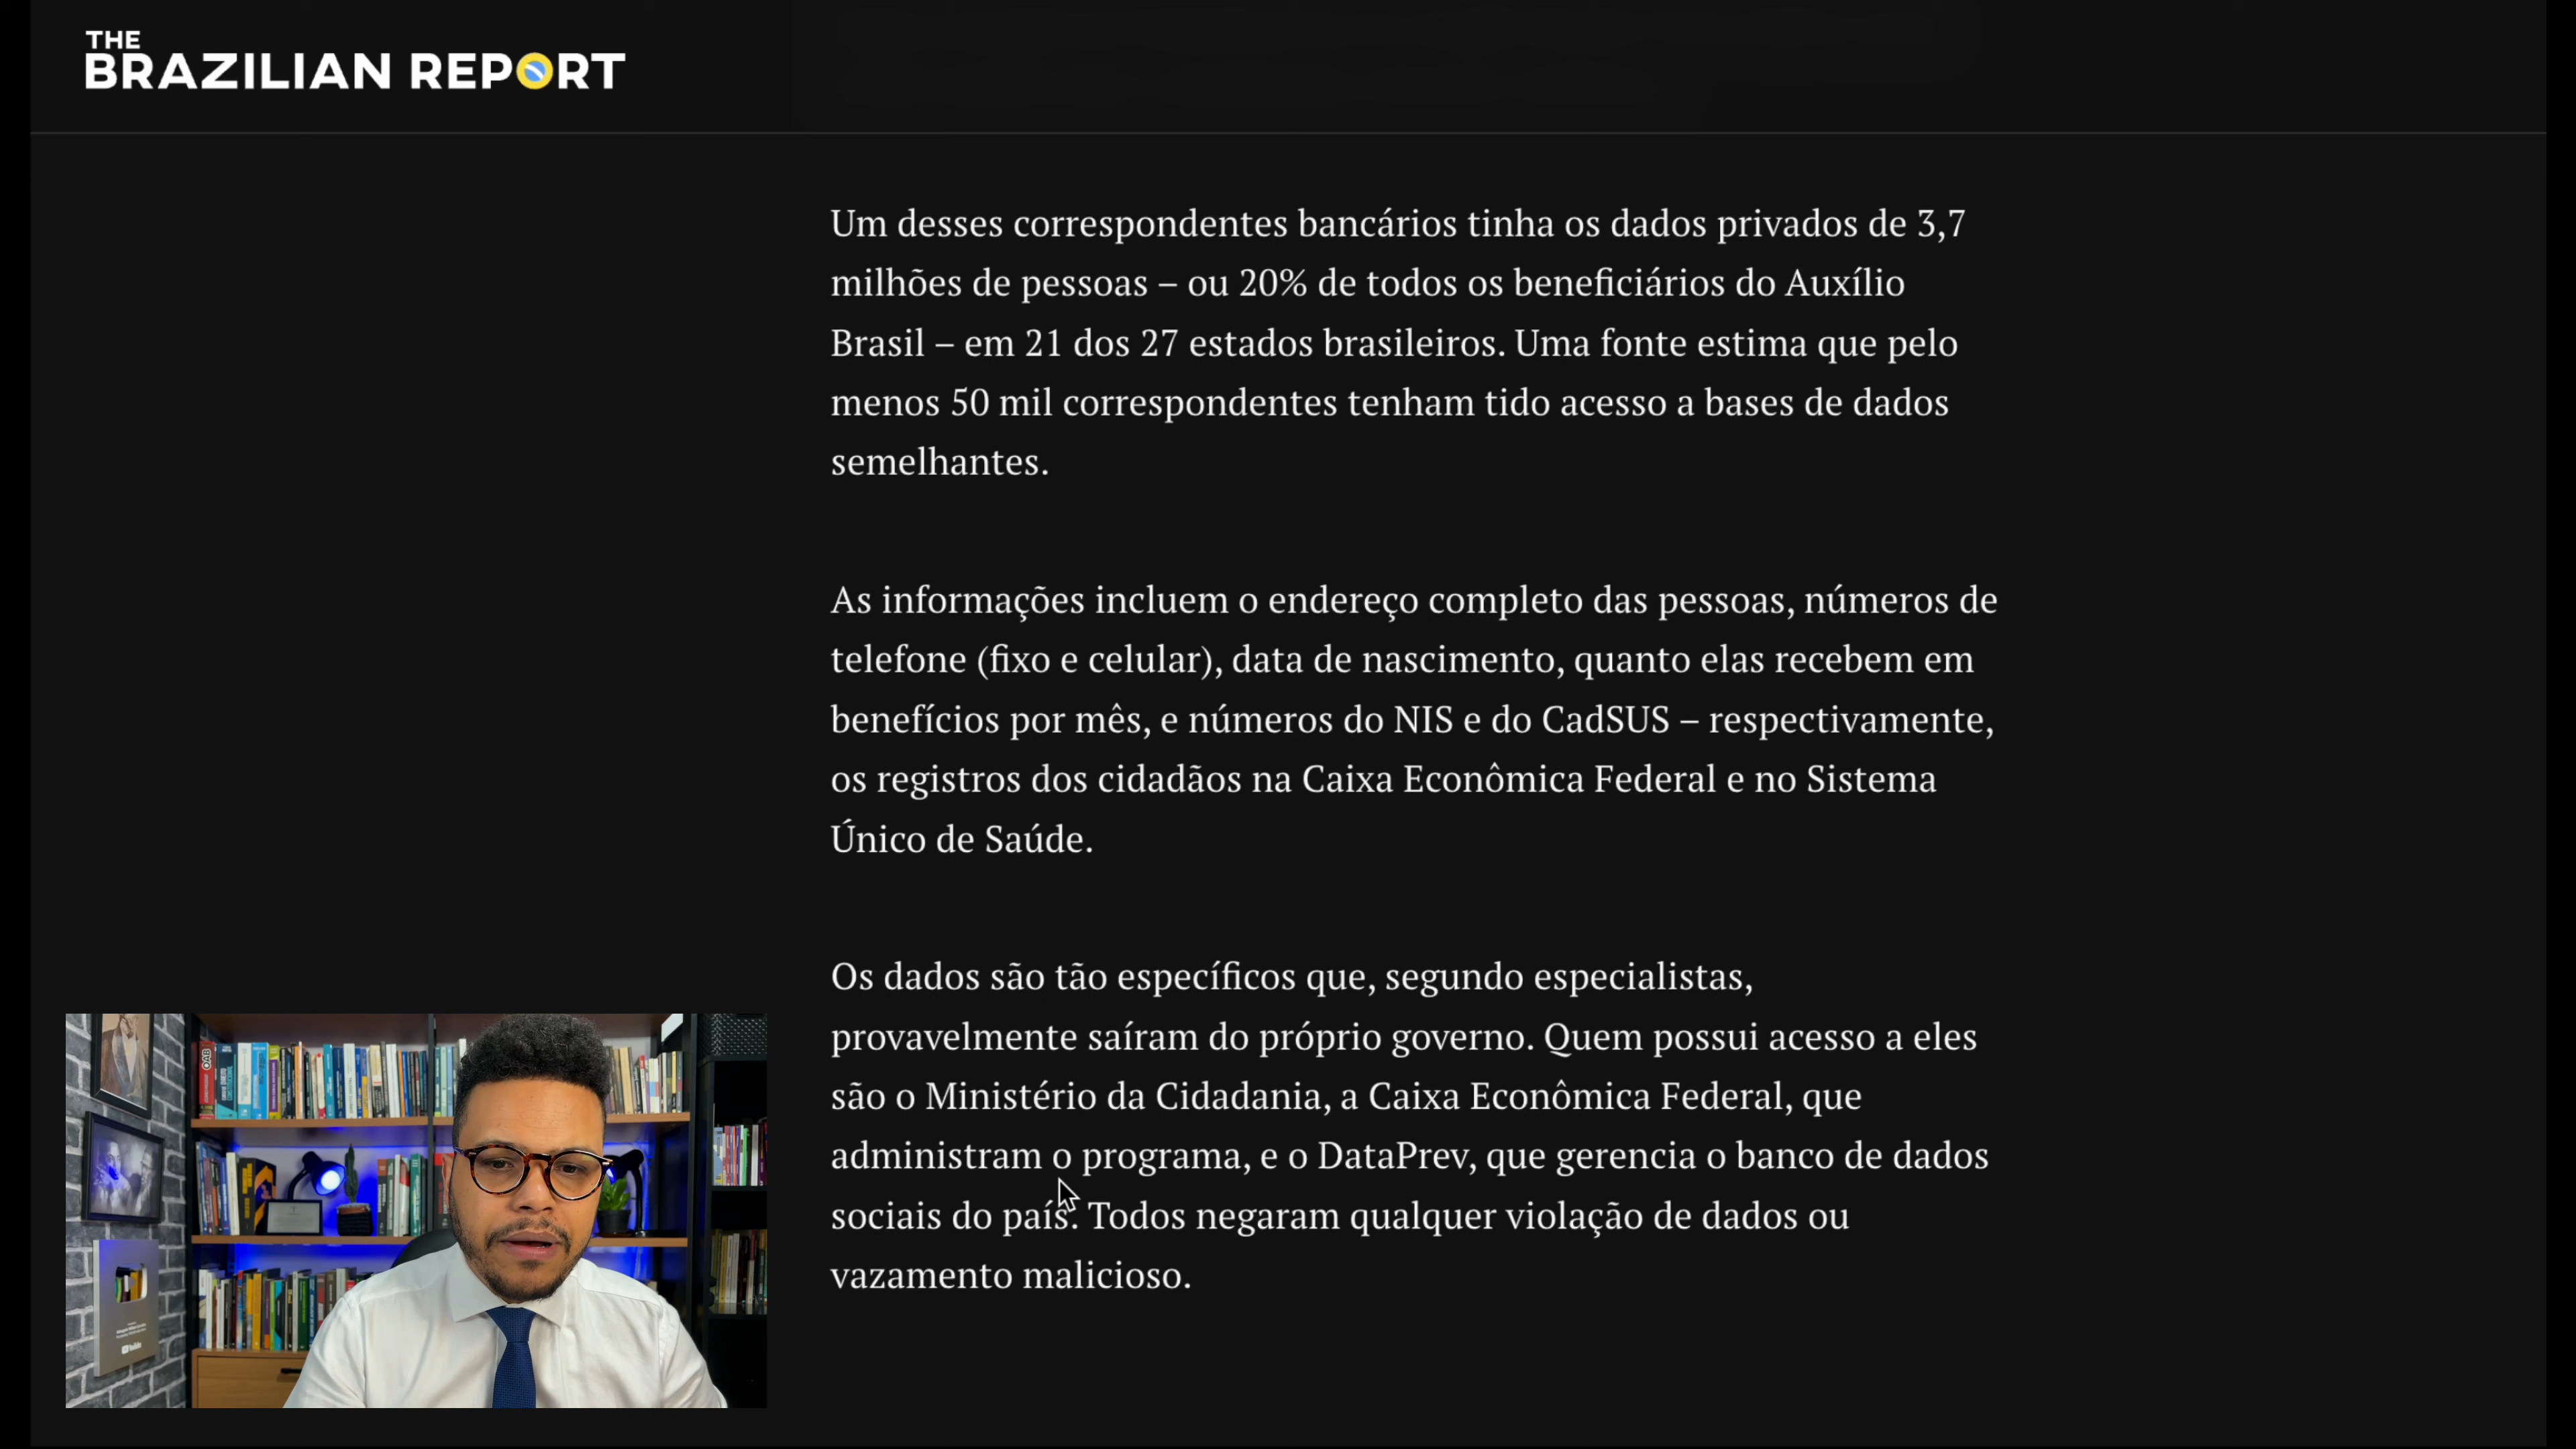 THE
BRAZILIAN REPORT
Um desses correspondentes bancários tinha os dados privados de 3,7
milhões de pessoas – ou 20% de todos os beneficiários do Auxílio
Brasil – em 21 dos 27 estados brasileiros. Uma fonte estima que pelo
menos 50 mil correspondentes tenham tido acesso a bases de dados
semelhantes.
As informações incluem o endereço completo das pessoas, números de
telefone (fixo e celular), data de nascimento, quanto elas recebem em
benefícios por mês, e números do NIS e do CadSUS – respectivamente,
os registros dos cidadãos na Caixa Econômica Federal e no Sistema
Único de Saúde.
Os dados são tão específicos que, segundo especialistas,
provavelmente saíram do próprio governo. Quem possui acesso a eles
são o Ministério da Cidadania, a Caixa Econômica Federal, que
administram o programa, e o DataPrev, que gerencia o banco de dados
sociais do país. Todos negaram qualquer violação de dados ou
vazamento malicioso.
OAB
YouTube